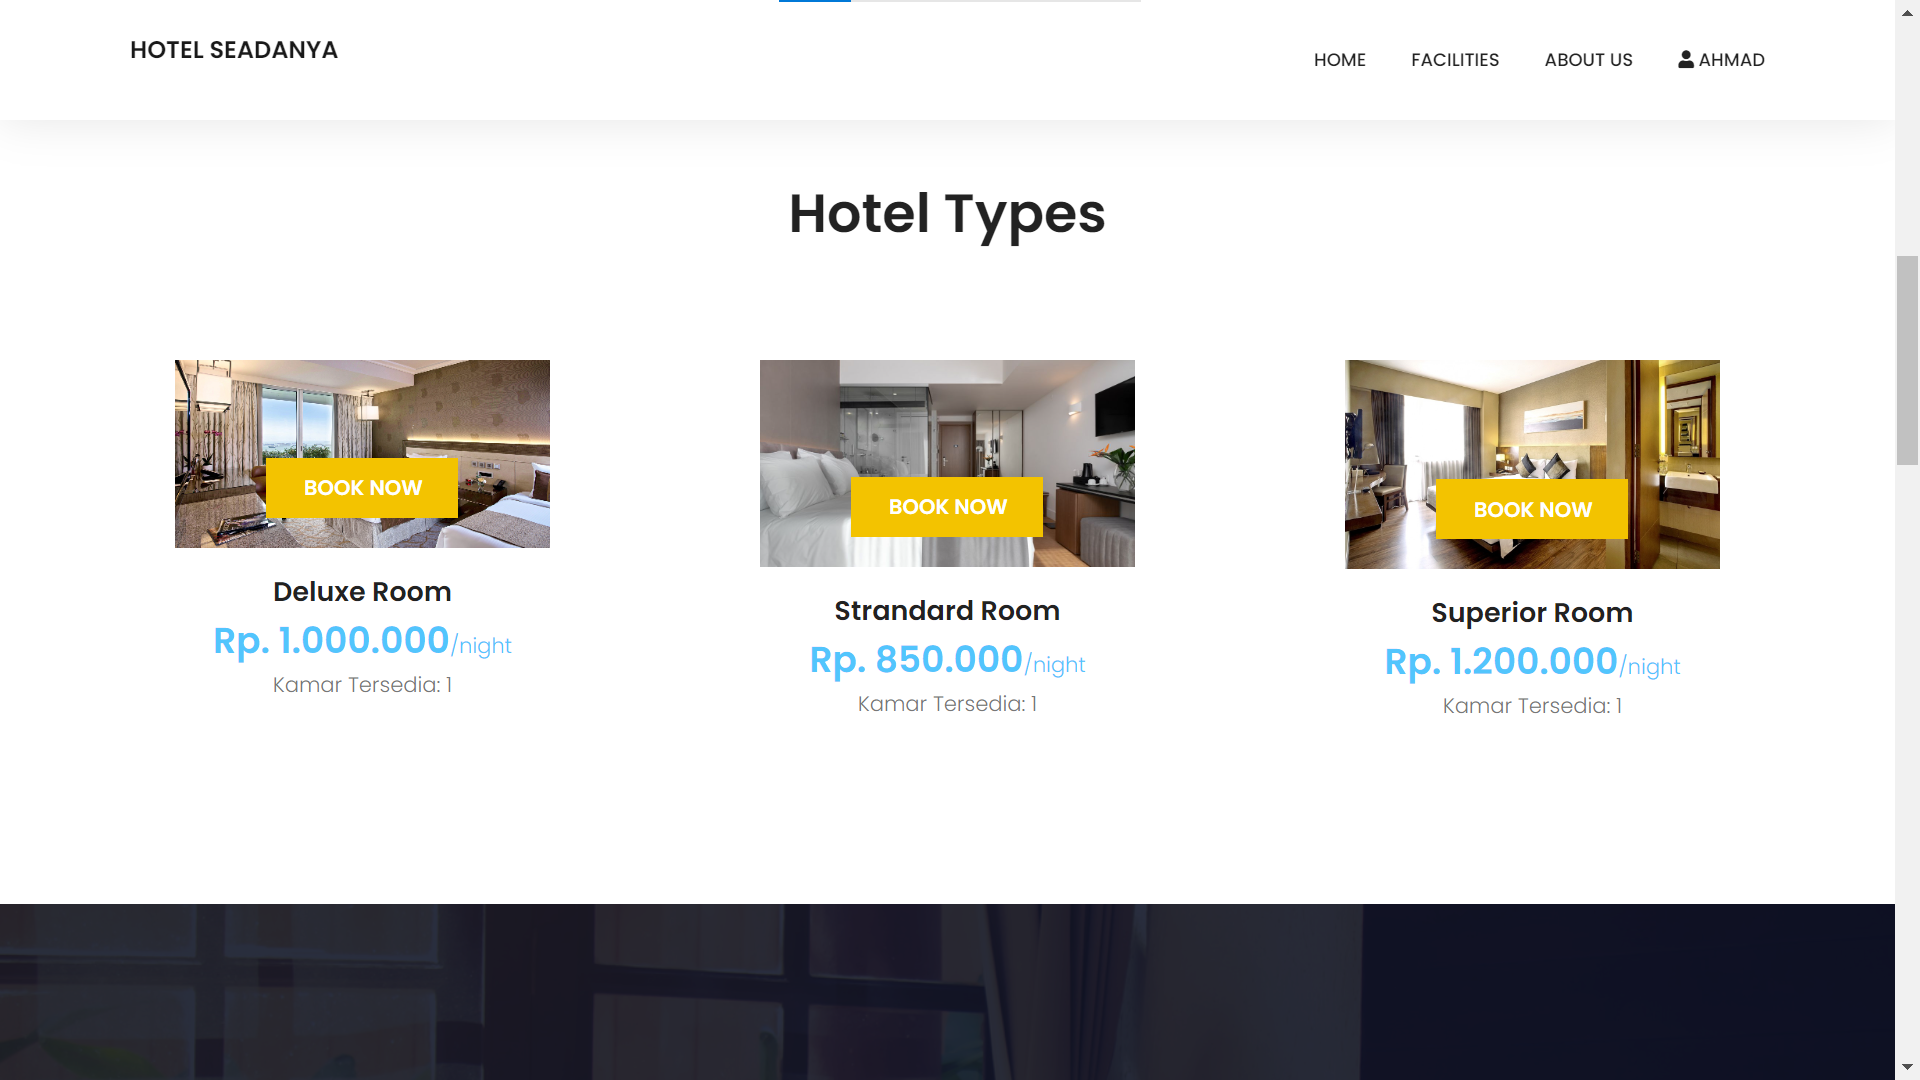 HOTEL SEADANYA
HOME
FACILITIES
ABOUT US
AHMAD
Hotel Types
BOOK NOW
Deluxe Room
Rp. 1.000.000/night
Kamar Tersedia: 1
BOOK NOW
Strandard Room
Rp. 850.000/night
Kamar Tersedia: 1
BOOK NOW
Superior Room
Rp. 1.200.000/night
Kamar Tersedia: 1